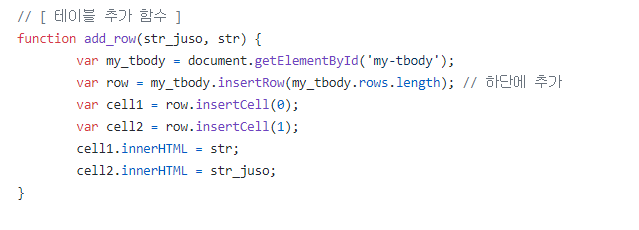 // [ 테이블 추가 함수 ]
function add_row(str_juso, str) {
        var my_tbody = document.getElementById('my-tbody');
        var row = my_tbody.insertRow(my_tbody.rows.length); // 하단에 추가
        var cell1 = row.insertCell(0);
        var cell2 = row.insertCell(1);
        cell1.innerHTML = str;
        cell2.innerHTML = str_juso;
}